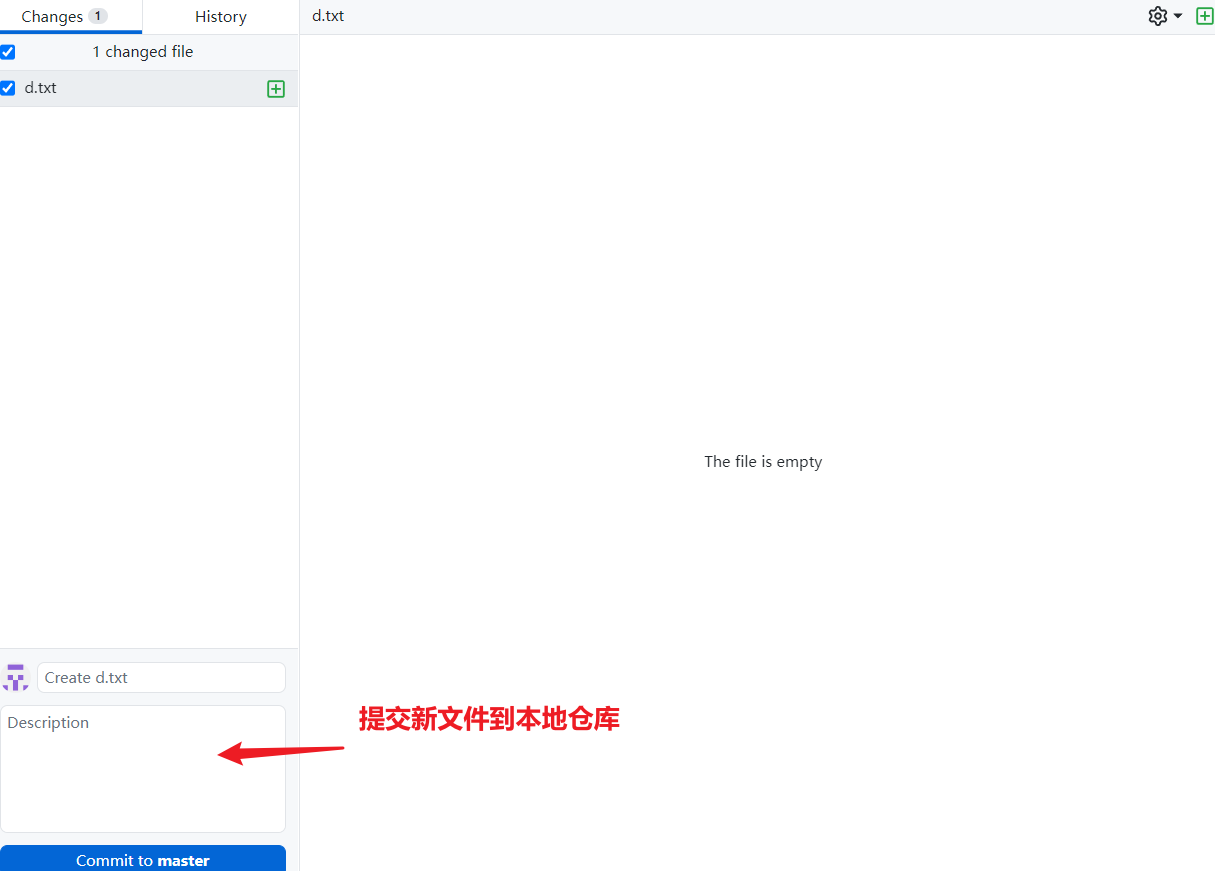 Changes 1
History
d.txt
1 changed file
d.txt
The file is empty
Create d.txt
Description
提交新文件到本地仓库
Commit to master